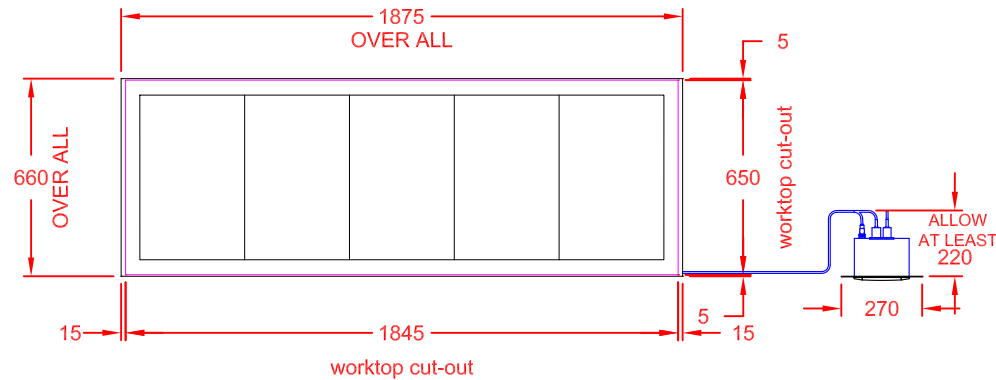 1875
OVER ALL
5
660
OVER ALL
650
worktop cut-out
ALLOW
AT LEAST
220
270
15
1845
5
15
worktop cut-out